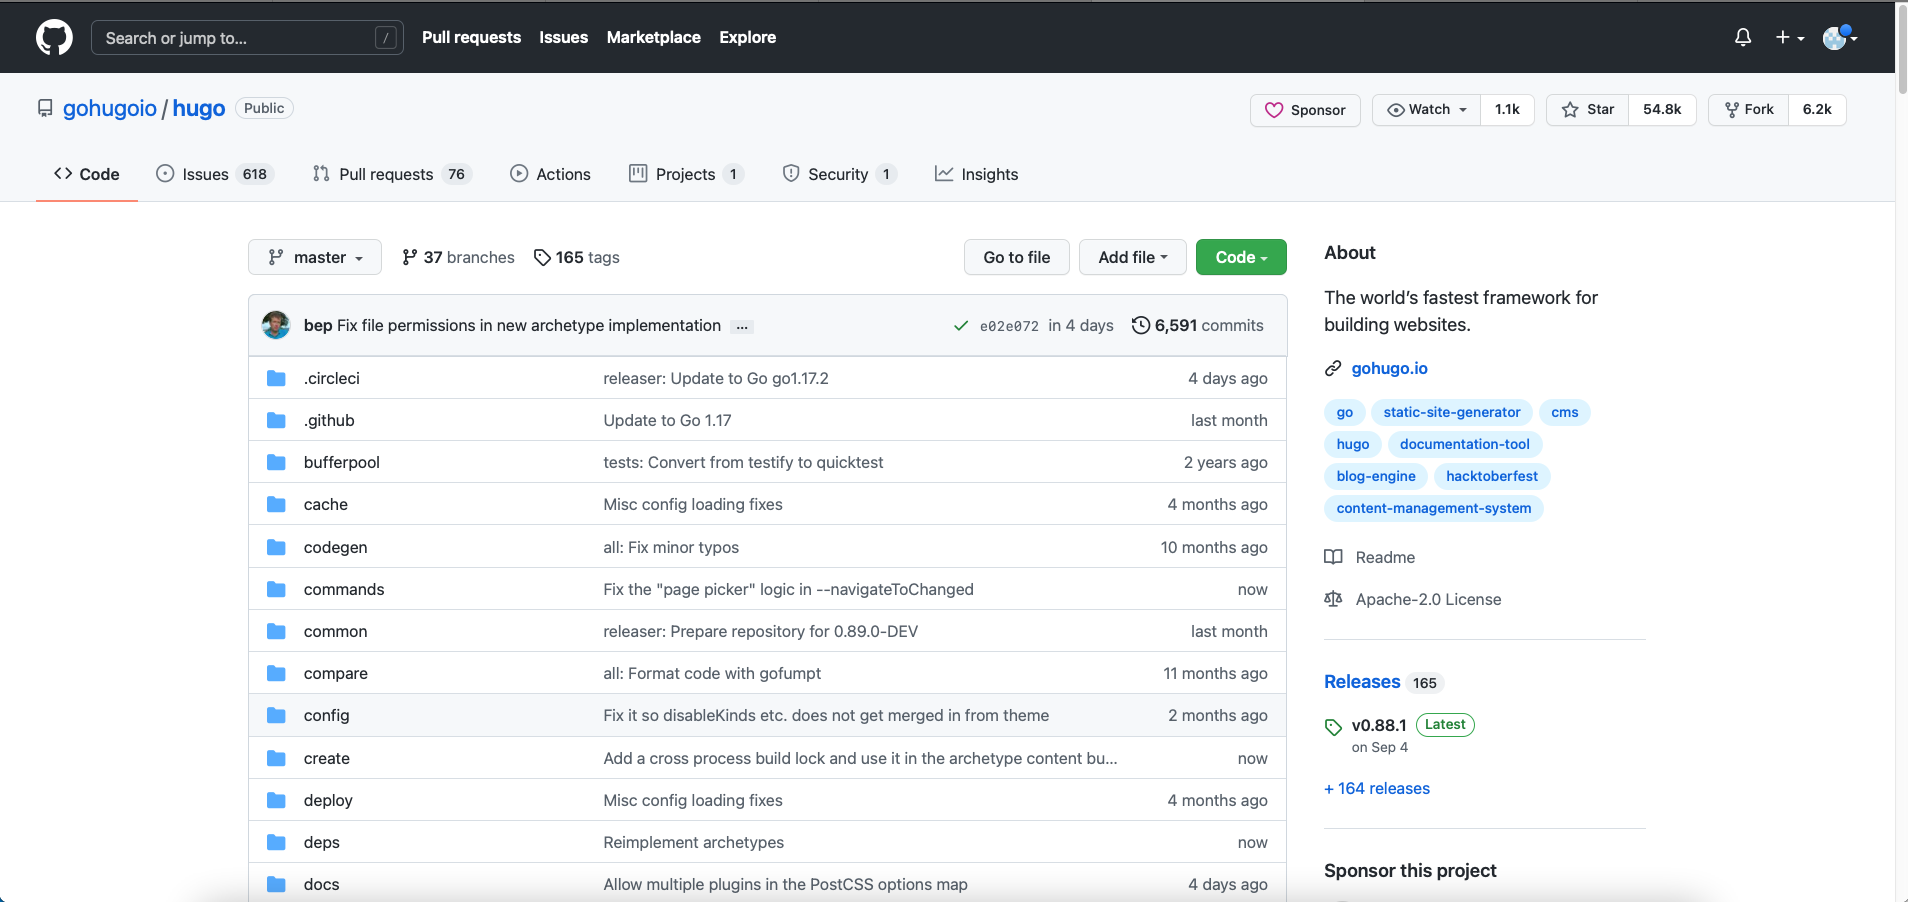 Search or jump to... / Pull requests Issues Marketplace Explore
gohugoio / hugo Public Sponsor Watch 1.1k Star 54.8k Fork 6.2k
Code Issues 618 Pull requests 76 Actions Projects 1 Security 1 Insights
master 37 branches 165 tags Go to file Add file Code
bep Fix file permissions in new archetype implementation ... e02e072 in 4 days 6,591 commits
.circleci releaser: Update to Go go1.17.2 4 days ago
.github Update to Go 1.17 last month
bufferpool tests: Convert from testify to quicktest 2 years ago
cache Misc config loading fixes 4 months ago
codegen all: Fix minor typos 10 months ago
commands Fix the "page picker" logic in --navigateToChanged now
common releaser: Prepare repository for 0.89.0-DEV last month
compare all: Format code with gofumpt 11 months ago
config Fix it so disableKinds etc. does not get merged in from theme 2 months ago
create Add a cross process build lock and use it in the archetype content bu... now
deploy Misc config loading fixes 4 months ago
deps Reimplement archetypes now
docs Allow multiple plugins in the PostCSS options map 4 days ago
About
The world’s fastest framework for
building websites.
gohugo.io
go static-site-generator cms
hugo documentation-tool
blog-engine hacktoberfest
content-management-system
Readme
Apache-2.0 License
Releases 165
v0.88.1 Latest
on Sep 4
+ 164 releases
Sponsor this project